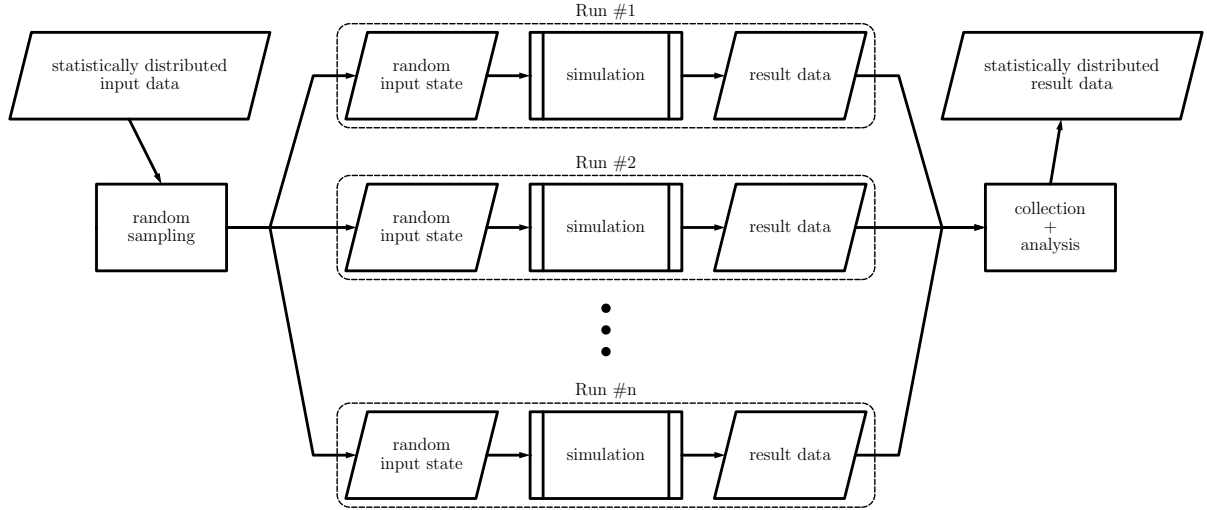 statistically distributed
input data
random
sampling
Run #1
random
input state
simulation
result data
Run #2
random
input state
simulation
result data
Run #n
random
input state
simulation
result data
collection
+
analysis
statistically distributed
result data